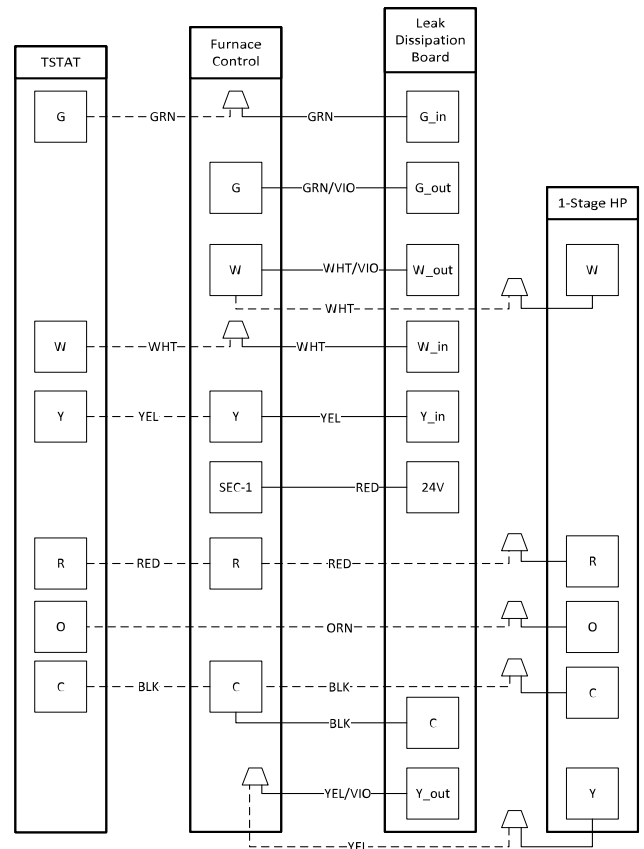 Leak
Dissipation
Board
Furnace
Control
TSTAT
G GRN GRN G_in
G GRN/VIO G_out
1-Stage HP
W WHT/VIO W_out W
WHT
W WHT WHT W_in
Y YEL Y YEL Y_in
SEC-1 RED 24V
R RED R RED R
O ORN O
C BLK C BLK C
BLK C
YEL/VIO Y_out Y
YEL